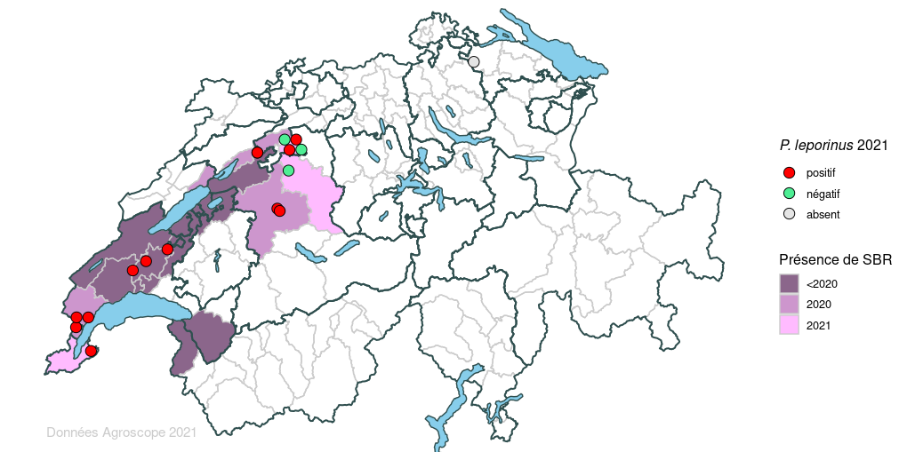 P. leporinus 2021
positif
négatif
absent
Présence de SBR
<2020
2020
2021
Données Agroscope 2021